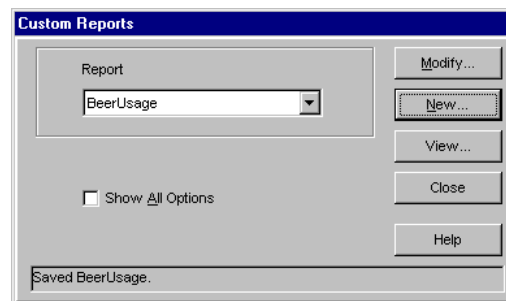 Custom Reports
Report
BeerUsage
Show All Options
Modify...
New...
View...
Close
Help
Saved BeerUsage.